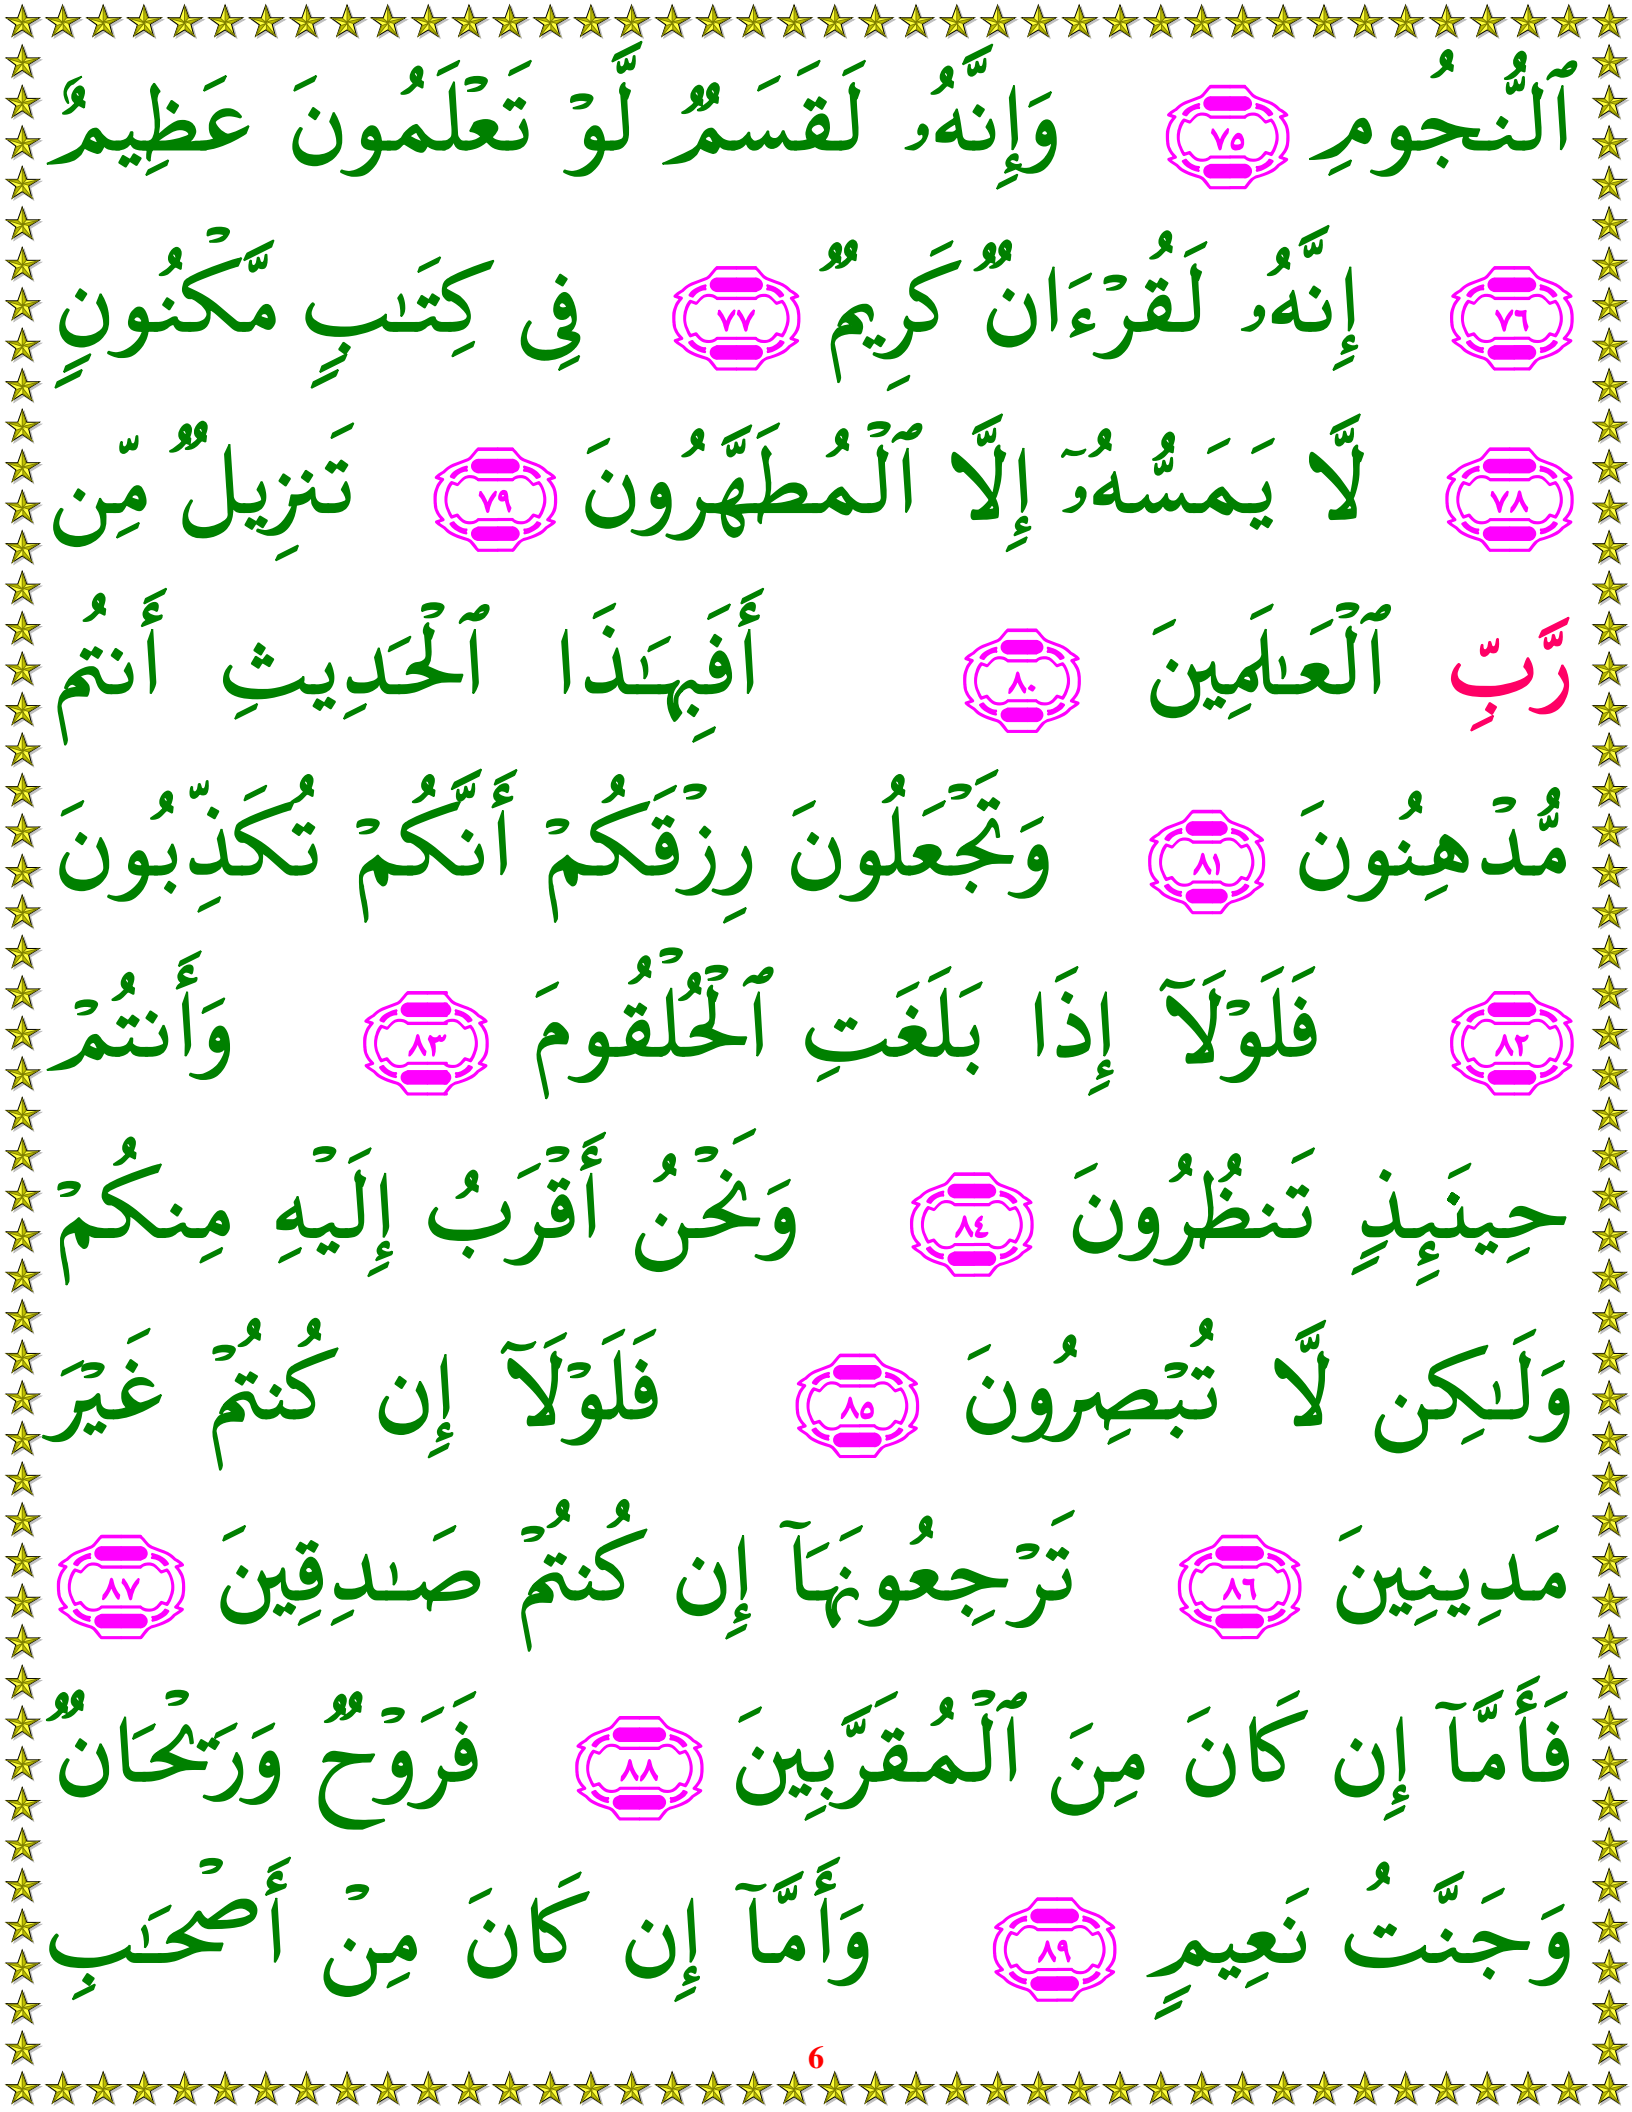 ٱلنُّجُومِ ٧٥ وَإِنَّهُۥ لَقَسَمٌ لَّوْ تَعْلَمُونَ عَظِيمٌ
٧٦ إِنَّهُۥ لَقُرْءَانٌ كَرِيمٌ ٧٧ فِى كِتَـٰبٍ مَّكْنُونٍ
٧٨ لَّا يَمَسُّهُۥٓ إِلَّا ٱلْمُطَهَّرُونَ ٧٩ تَنزِيلٌ مِّن
رَّبِّ ٱلْعَـٰلَمِينَ ٨٠ أَفَبِهَـٰذَا ٱلْحَدِيثِ أَنتُم
مُّدْهِنُونَ ٨١ وَتَجْعَلُونَ رِزْقَكُمْ أَنَّكُمْ تُكَذِّبُونَ
٨٢ فَلَوْلَآ إِذَا بَلَغَتِ ٱلْحُلْقُومَ ٨٣ وَأَنتُمْ
حِينَئِذٍ تَنظُرُونَ ٨٤ وَنَحْنُ أَقْرَبُ إِلَيْهِ مِنكُمْ
وَلَـٰكِن لَّا تُبْصِرُونَ ٨٥ فَلَوْلَآ إِن كُنتُمْ غَيْرَ
مَدِينِينَ ٨٦ تَرْجِعُونَهَآ إِن كُنتُمْ صَـٰدِقِينَ ٨٧
فَأَمَّآ إِن كَانَ مِنَ ٱلْمُقَرَّبِينَ ٨٨ فَرَوْحٌ وَرَيْحَانٌ
وَجَنَّتُ نَعِيمٍ ٨٩ وَأَمَّآ إِن كَانَ مِنْ أَصْحَـٰبِ
6